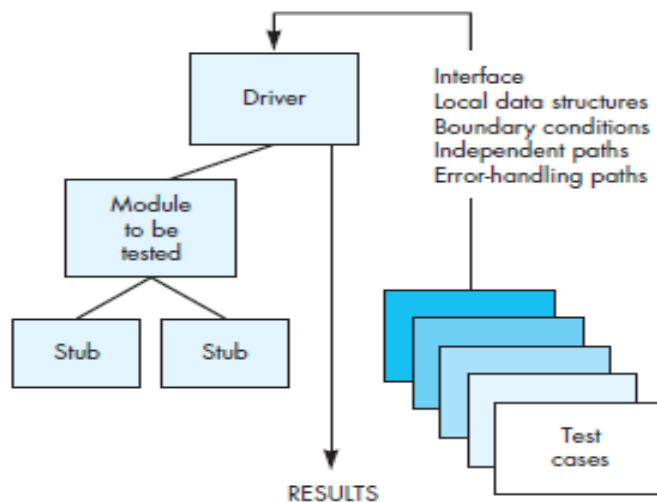 Driver
Interface
Local data structures
Boundary conditions
Independent paths
Error-handling paths
Module
to be
tested
Stub
Stub
Test
cases
RESULTS